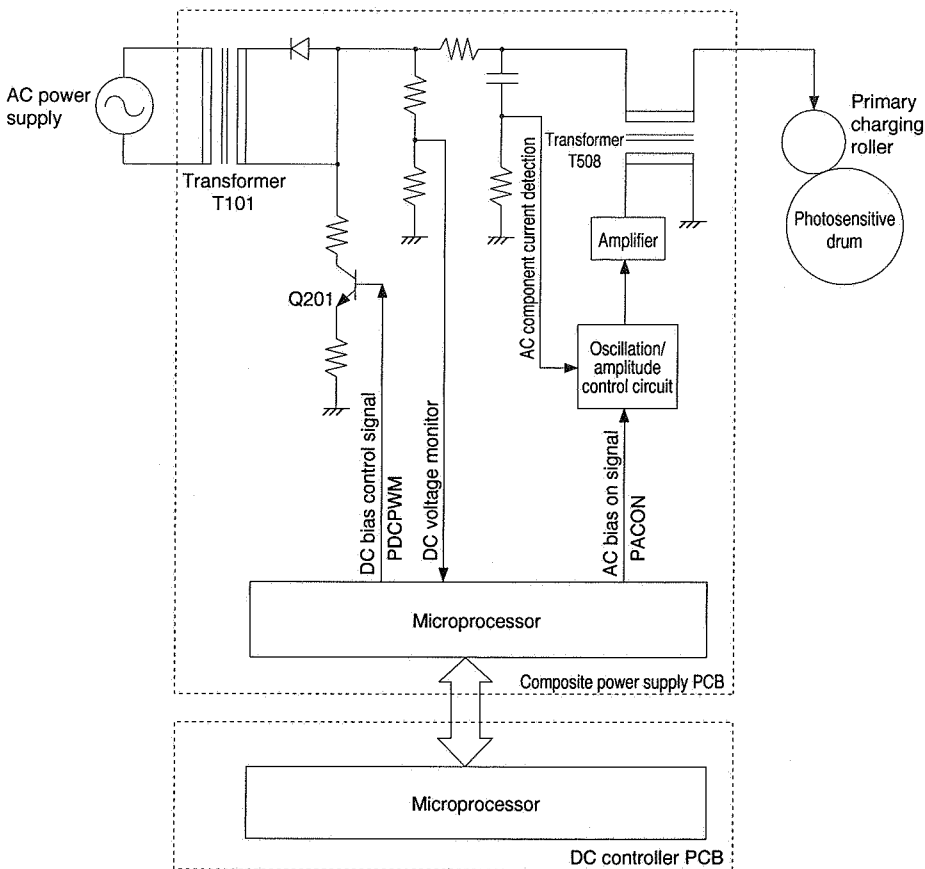 AC power
supply
Transformer
T101
Q201
DC bias control signal
PDCPWM
DC voltage monitor
AC component current detection
Transformer
T508
Amplifier
Oscillation/
amplitude
control circuit
AC bias on signal
PACON
Primary
charging
roller
Photosensitive
drum
Microprocessor
Composite power supply PCB
Microprocessor
DC controller PCB